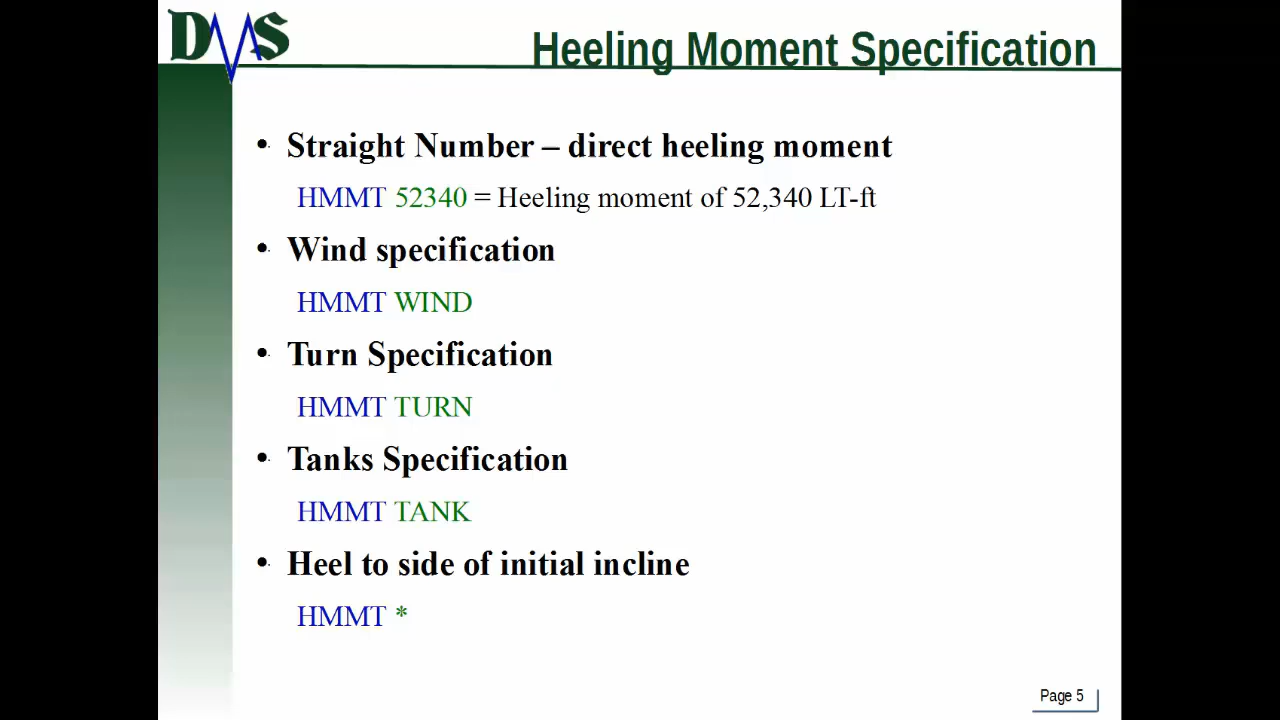 DMS
Heeling Moment Specification
• Straight Number – direct heeling moment
HMMT 52340 = Heeling moment of 52,340 LT-ft
• Wind specification
HMMT WIND
• Turn Specification
HMMT TURN
• Tanks Specification
HMMT TANK
• Heel to side of initial incline
HMMT *
Page 5